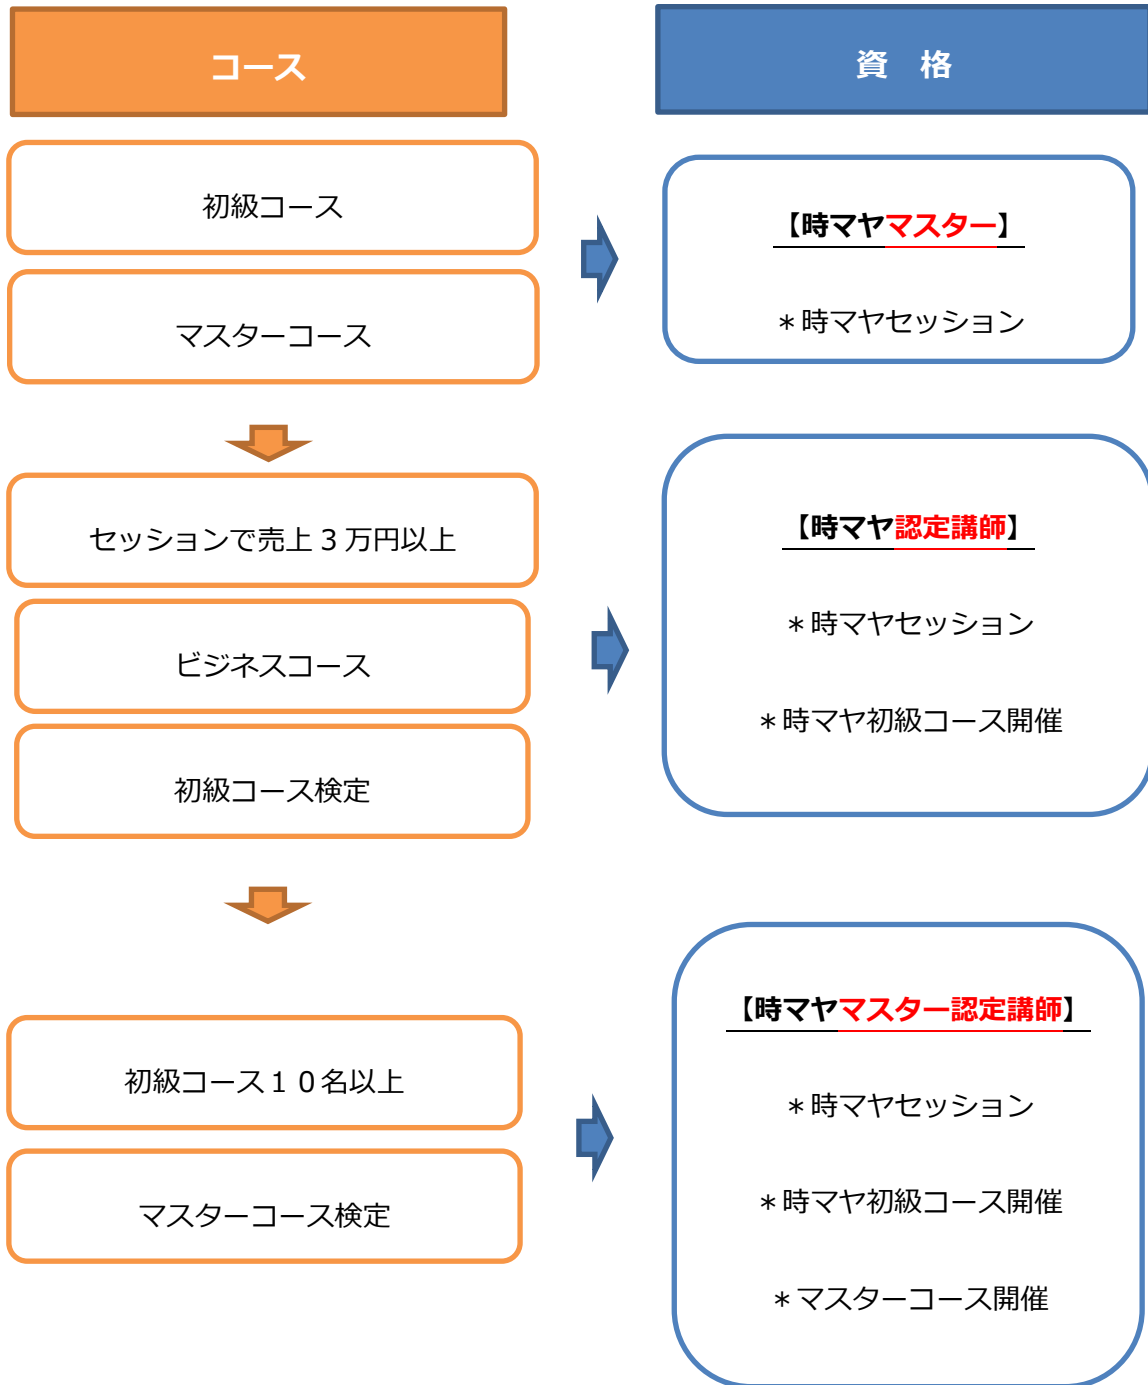 コース
資　格
初級コース
マスターコース
【時マヤマスター】
＊時マヤセッション
セッションで売上３万円以上
ビジネスコース
初級コース検定
【時マヤ認定講師】
＊時マヤセッション
＊時マヤ初級コース開催
初級コース１０名以上
マスターコース検定
【時マヤマスター認定講師】
＊時マヤセッション
＊時マヤ初級コース開催
＊マスターコース開催